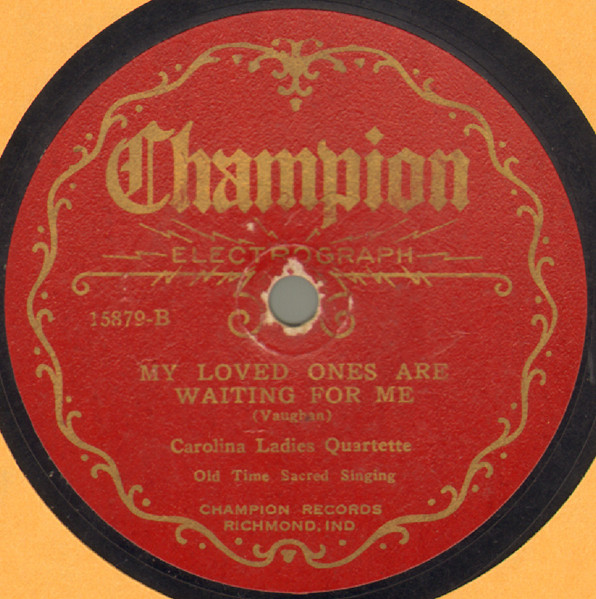 Champion
ELECTROGRAPH
15879-B
MY LOVED ONES ARE
WAITING FOR ME
(Vaughan)
Carolina Ladies Quartette
Old Time Sacred Singing
CHAMPION RECORDS
RICHMOND, IND